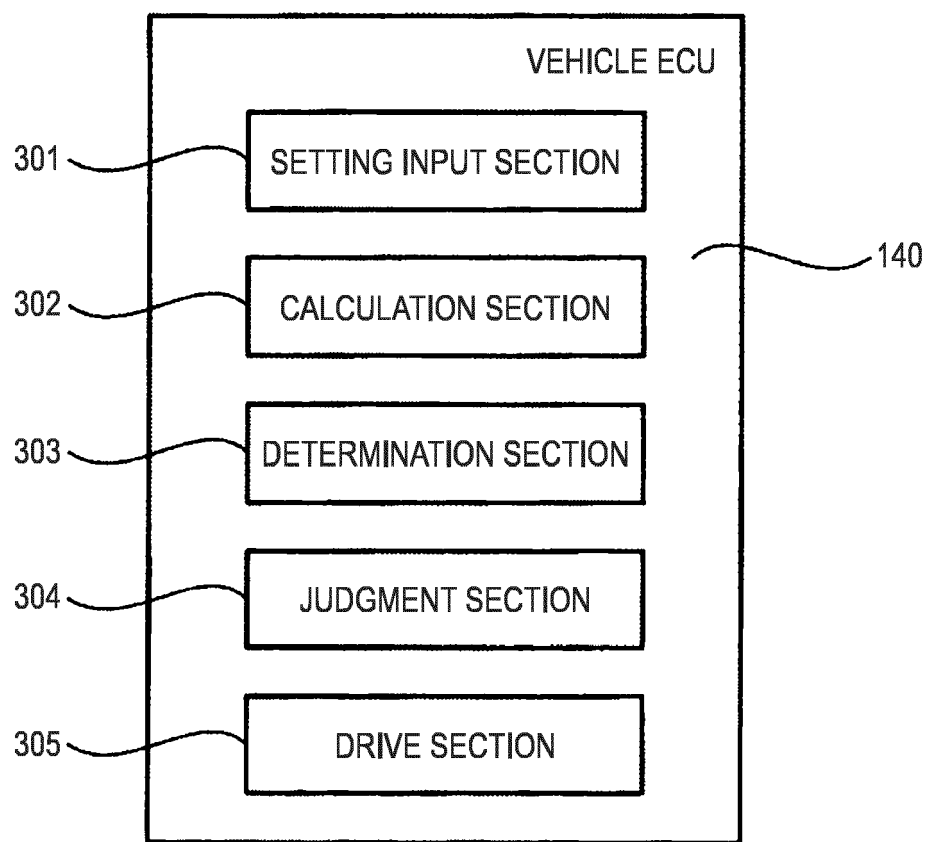 VEHICLE ECU
301
SETTING INPUT SECTION
140
302
CALCULATION SECTION
303
DETERMINATION SECTION
304
JUDGMENT SECTION
305
DRIVE SECTION